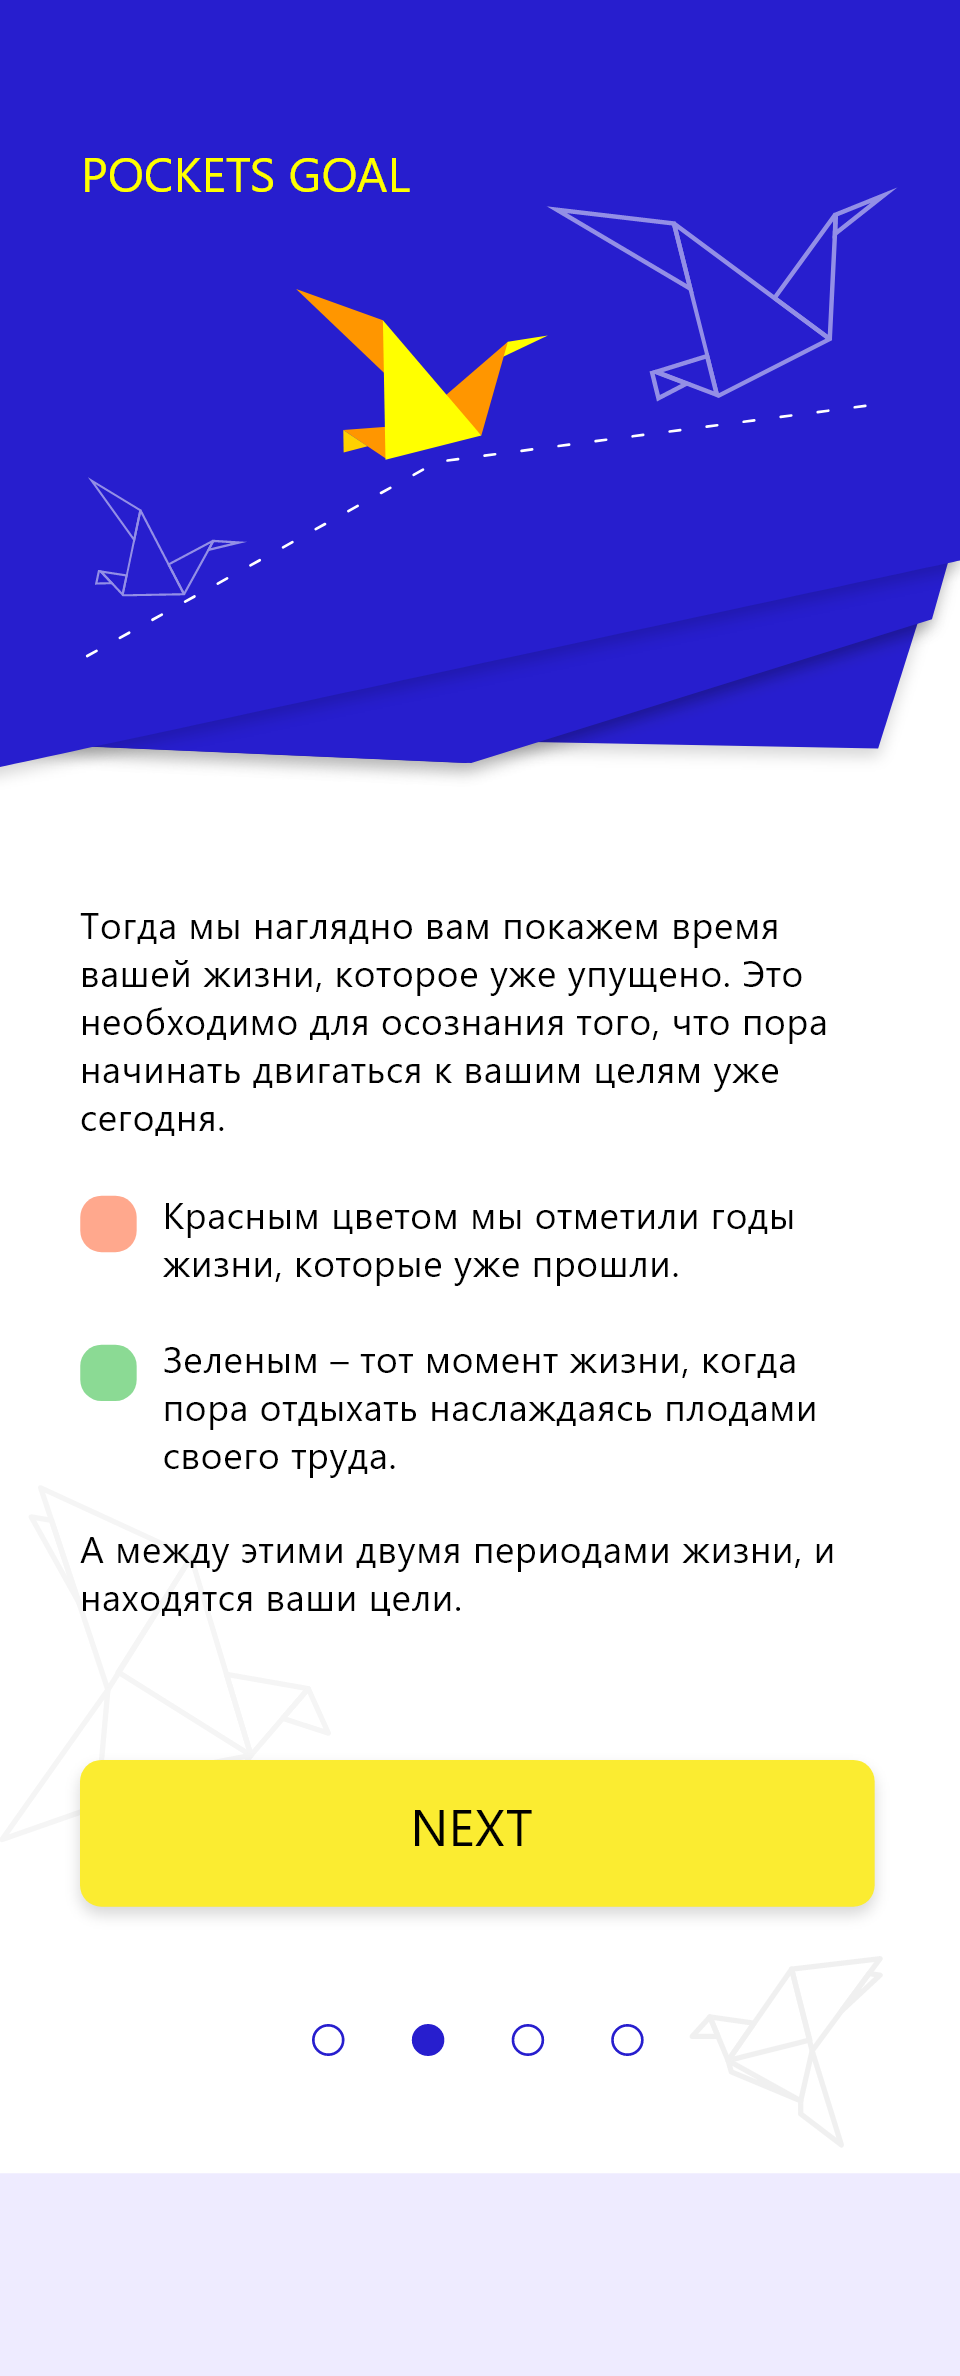 POCKETS GOAL
Тогда мы наглядно вам покажем время
вашей жизни, которое уже упущено. Это
необходимо для осознания того, что пора
начинать двигаться к вашим целям уже
сегодня.
Красным цветом мы отметили годы
жизни, которые уже прошли.
Зеленым – тот момент жизни, когда
пора отдыхать наслаждаясь плодами
своего труда.
А между этими двумя периодами жизни, и
находятся ваши цели.
NEXT